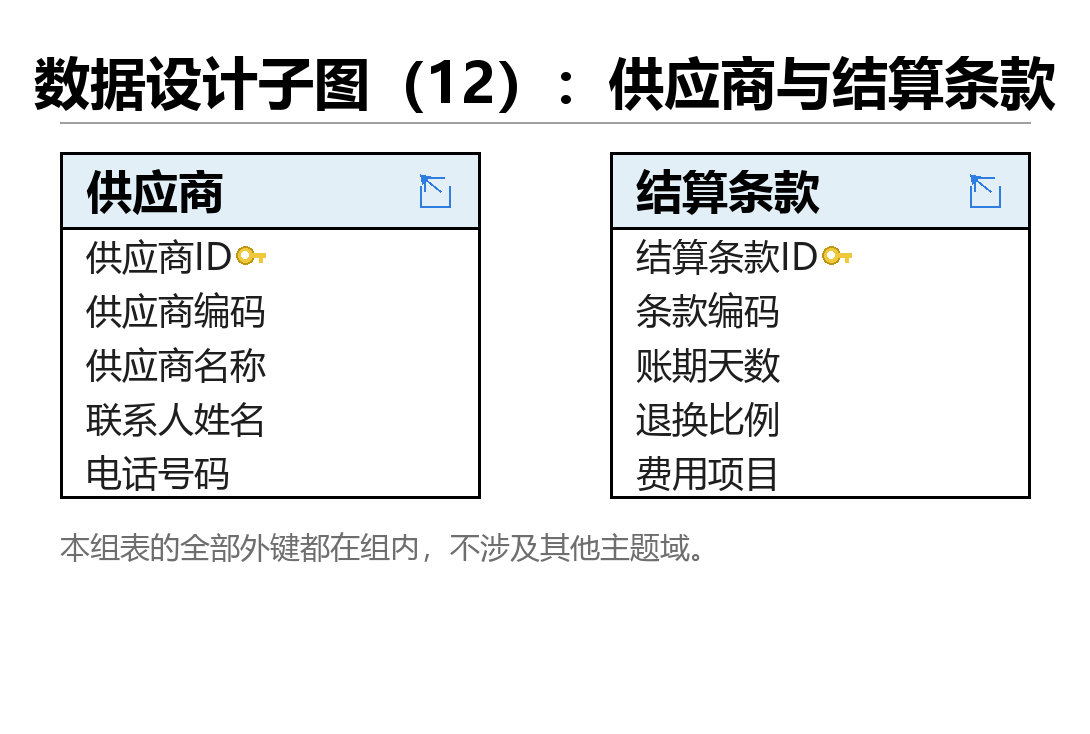 数据设计子图（12）：供应商与结算条款
供应商
供应商ID
供应商编码
供应商名称
联系人姓名
电话号码
结算条款
结算条款ID
条款编码
账期天数
退换比例
费用项目
本组表的全部外键都在组内，不涉及其他主题域。